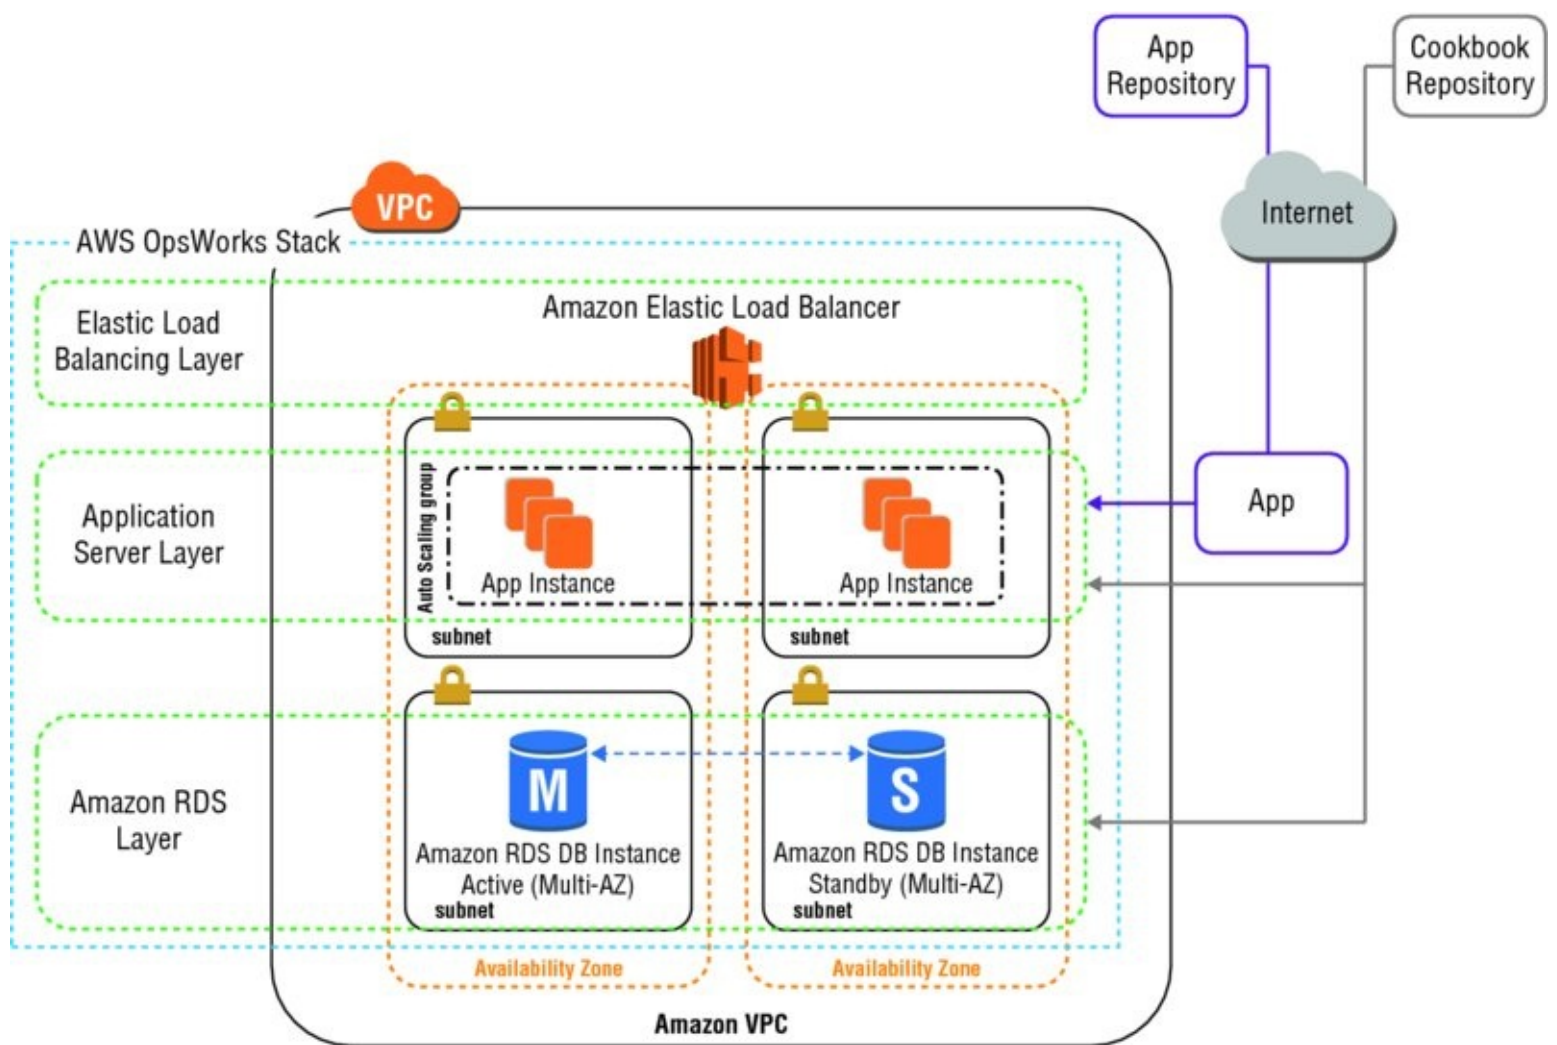 App
Repository
Cookbook
Repository
VPC
Internet
AWS OpsWorks Stack
Elastic Load
Balancing Layer
Amazon Elastic Load Balancer
Application
Server Layer
Auto Scaling group
App Instance
subnet
App Instance
subnet
App
Amazon RDS
Layer
M
Amazon RDS DB Instance
Active (Multi-AZ)
subnet
S
Amazon RDS DB Instance
Standby (Multi-AZ)
subnet
Availability Zone
Availability Zone
Amazon VPC